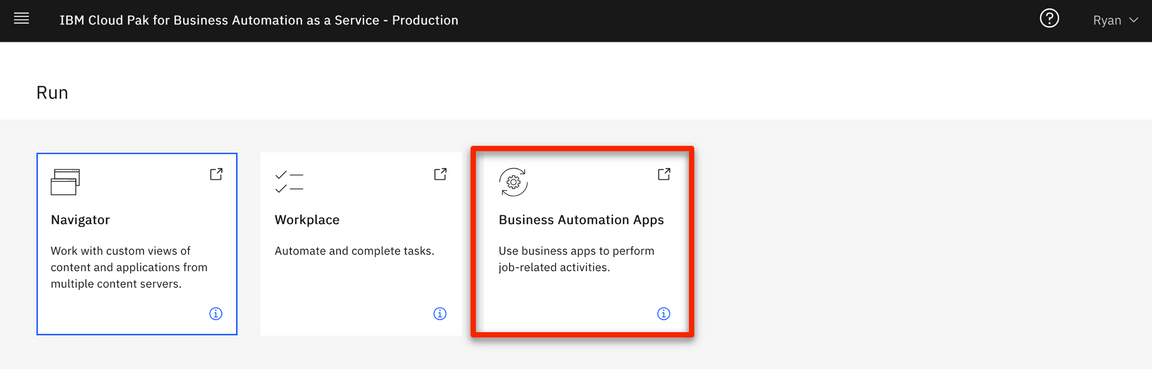 IBM Cloud Pak for Business Automation as a Service - Production
Ryan
Run
Navigator
Work with custom views of
content and applications from
multiple content servers.
Workplace
Automate and complete tasks.
Business Automation Apps
Use business apps to perform
job-related activities.